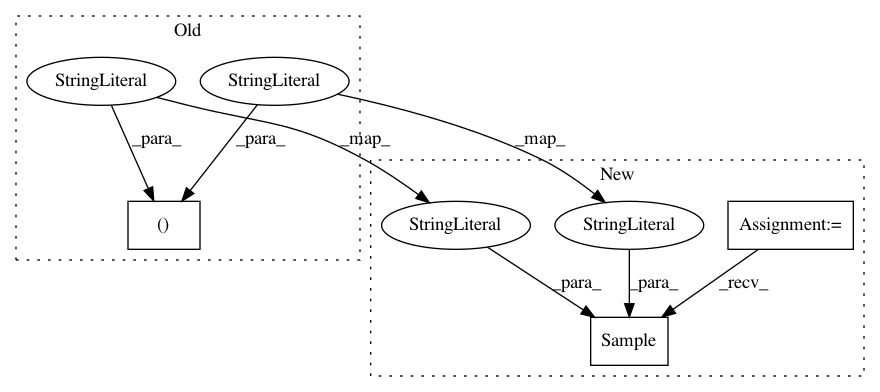 Old
StringLiteral StringLiteral
_para_ _para_ _map_ _map_
New
() StringLiteral StringLiteral Assignment:=
_para_ _para_ _recv_
Sample